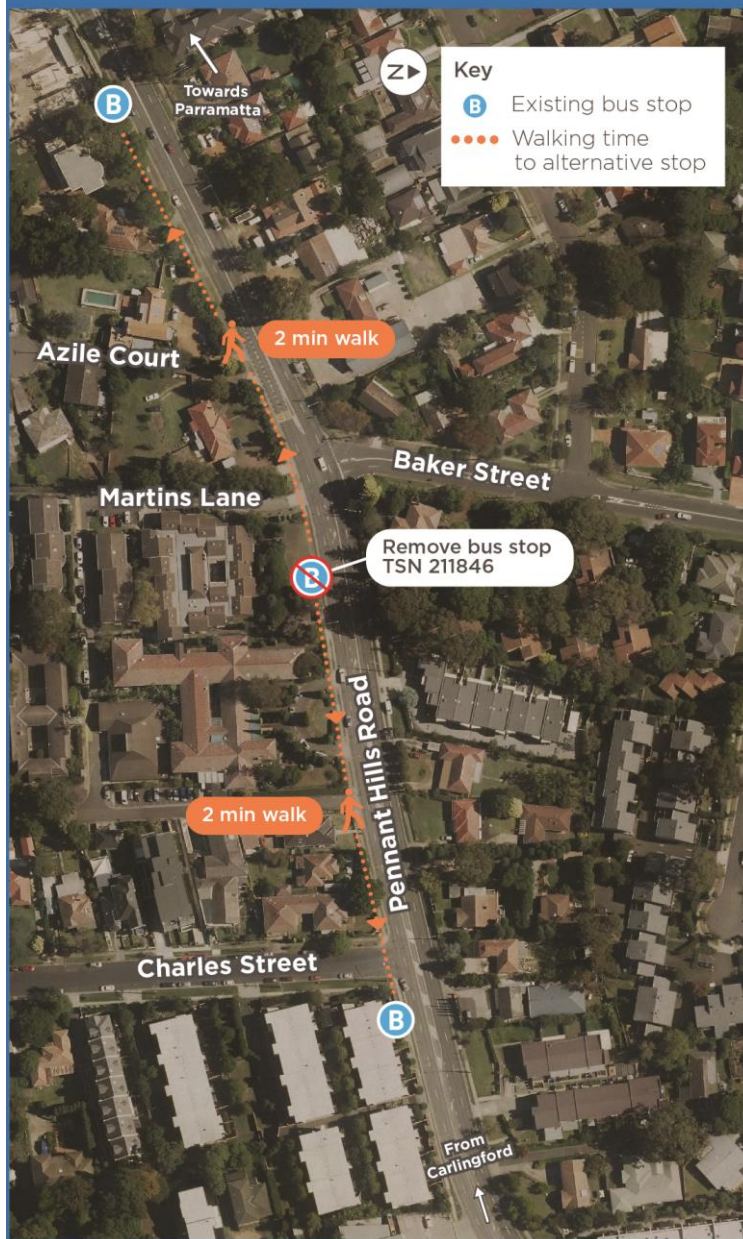 Towards
Parramatta
B
Z
Key
B Existing bus stop
Walking time
to alternative stop
2 min walk
Azile Court
Baker Street
Martins Lane
Remove bus stop
TSN 211846
B
Pennant Hills Road
2 min walk
Charles Street
B
From
Carlingford